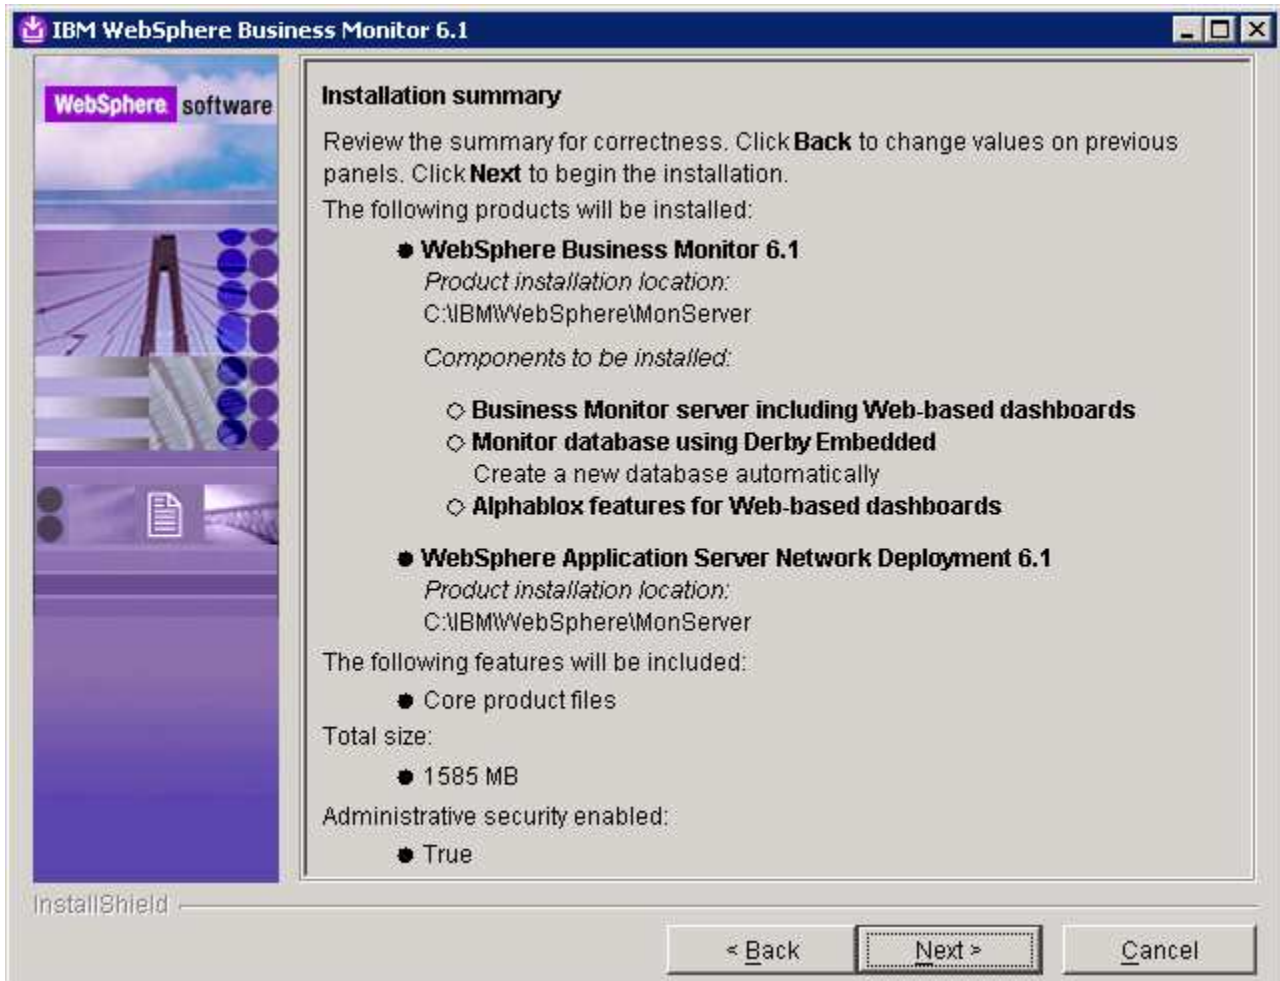 IBM WebSphere Business Monitor 6.1
WebSphere software
Installation summary
Review the summary for correctness. Click Back to change values on previous
panels. Click Next to begin the installation.
The following products will be installed:
WebSphere Business Monitor 6.1
Product installation location:
C:\IBM\WebSphere\MonServer
Components to be installed:
Business Monitor server including Web-based dashboards
Monitor database using Derby Embedded
Create a new database automatically
Alphablox features for Web-based dashboards
WebSphere Application Server Network Deployment 6.1
Product installation location:
C:\IBM\WebSphere\MonServer
The following features will be included:
Core product files
Total size:
1585 MB
Administrative security enabled:
True
InstallShield
< Back Next > Cancel